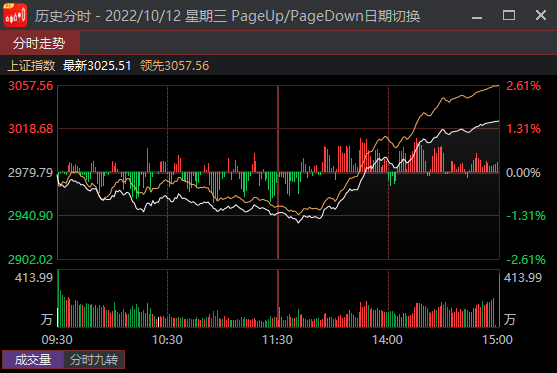 历史分时 - 2022/10/12 星期三 PageUp/PageDown日期切换
分时走势
上证指数 最新3025.51 领先3057.56
3057.56 2.61%
3018.68 1.31%
2979.79 0.00%
2940.90 -1.31%
2902.02 -2.61%
413.99 413.99
万 万
09:30 10:30 11:30 14:00 15:00
成交量 分时九转